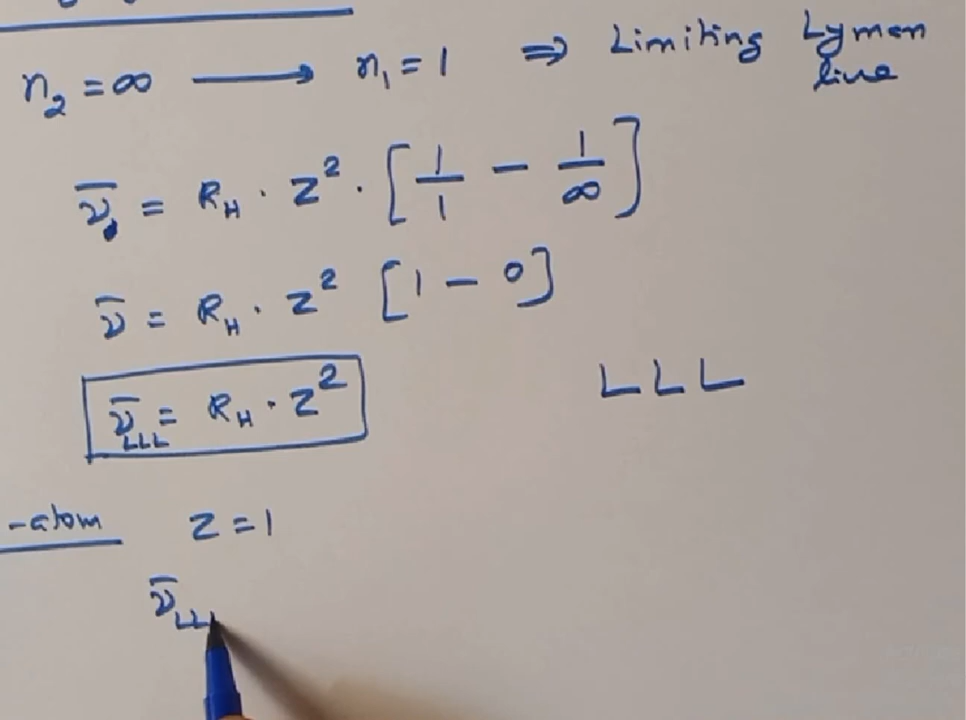 n₂ = ∞ ⟶ n₁ = 1 ⇒ Limiting Lyman line
ν̄ = R_H · Z² · [1/1 − 1/∞]
ν̄ = R_H · Z² [1 − 0]
ν̄_LLL = R_H · Z²
LLL
-atom Z = 1
ν̄_LLL